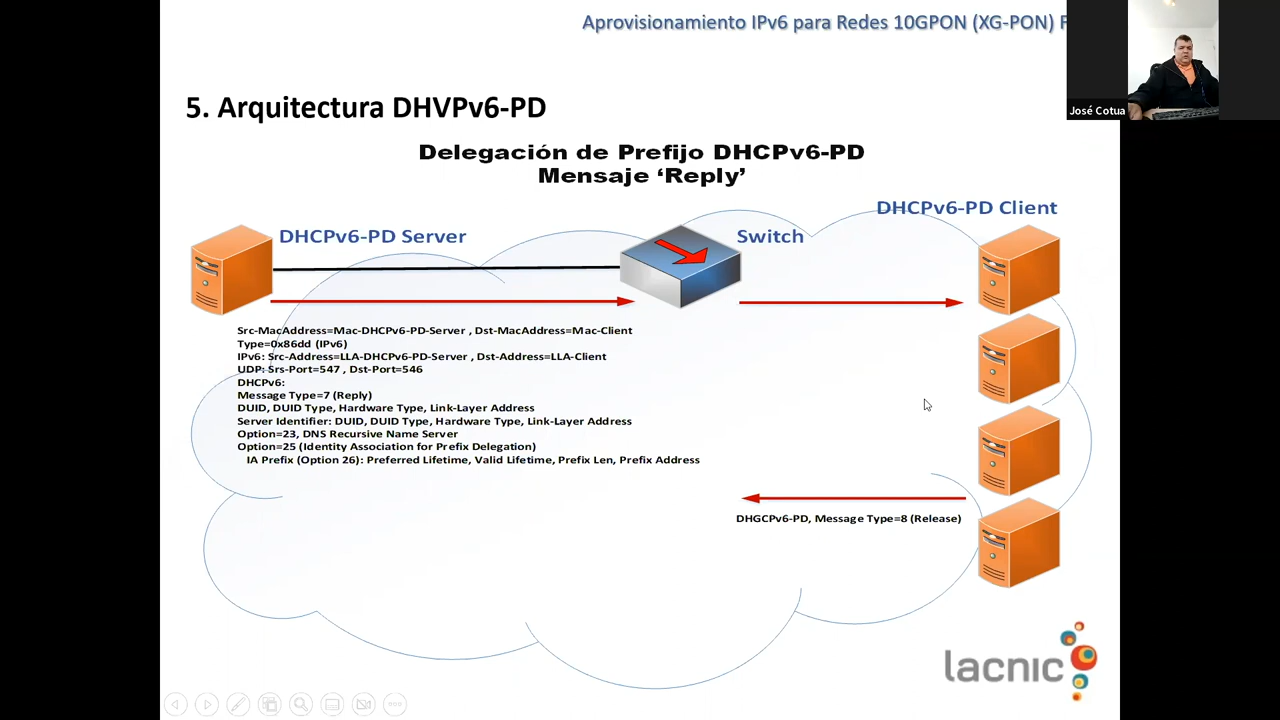 Aprovisionamiento IPv6 para Redes 10GPON (XG-PON) F
José Cotua
5. Arquitectura DHVPv6-PD
Delegación de Prefijo DHCPv6-PD
Mensaje ‘Reply’
DHCPv6-PD Client
DHCPv6-PD Server
Switch
Src-MacAddress=Mac-DHCPv6-PD-Server , Dst-MacAddress=Mac-Client
Type=0x86dd (IPv6)
IPv6: Src-Address=LLA-DHCPv6-PD-Server , Dst-Address=LLA-Client
UDP: Srs-Port=547 , Dst-Port=546
DHCPv6:
Message Type=7 (Reply)
DUID, DUID Type, Hardware Type, Link-Layer Address
Server Identifier: DUID, DUID Type, Hardware Type, Link-Layer Address
Option=23, DNS Recursive Name Server
Option=25 (Identity Association for Prefix Delegation)
IA Prefix (Option 26): Preferred Lifetime, Valid Lifetime, Prefix Len, Prefix Address
DHGCPv6-PD, Message Type=8 (Release)
lacnic